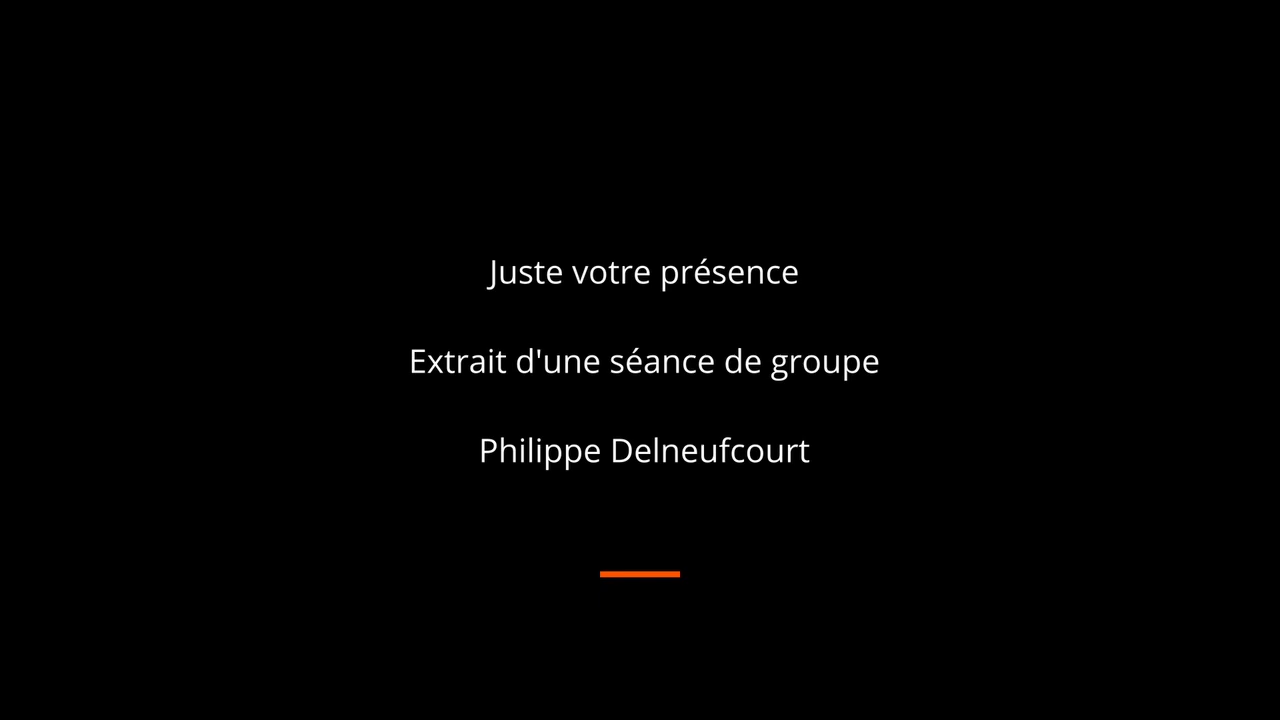 Juste votre présence
Extrait d'une séance de groupe
Philippe Delneufcourt